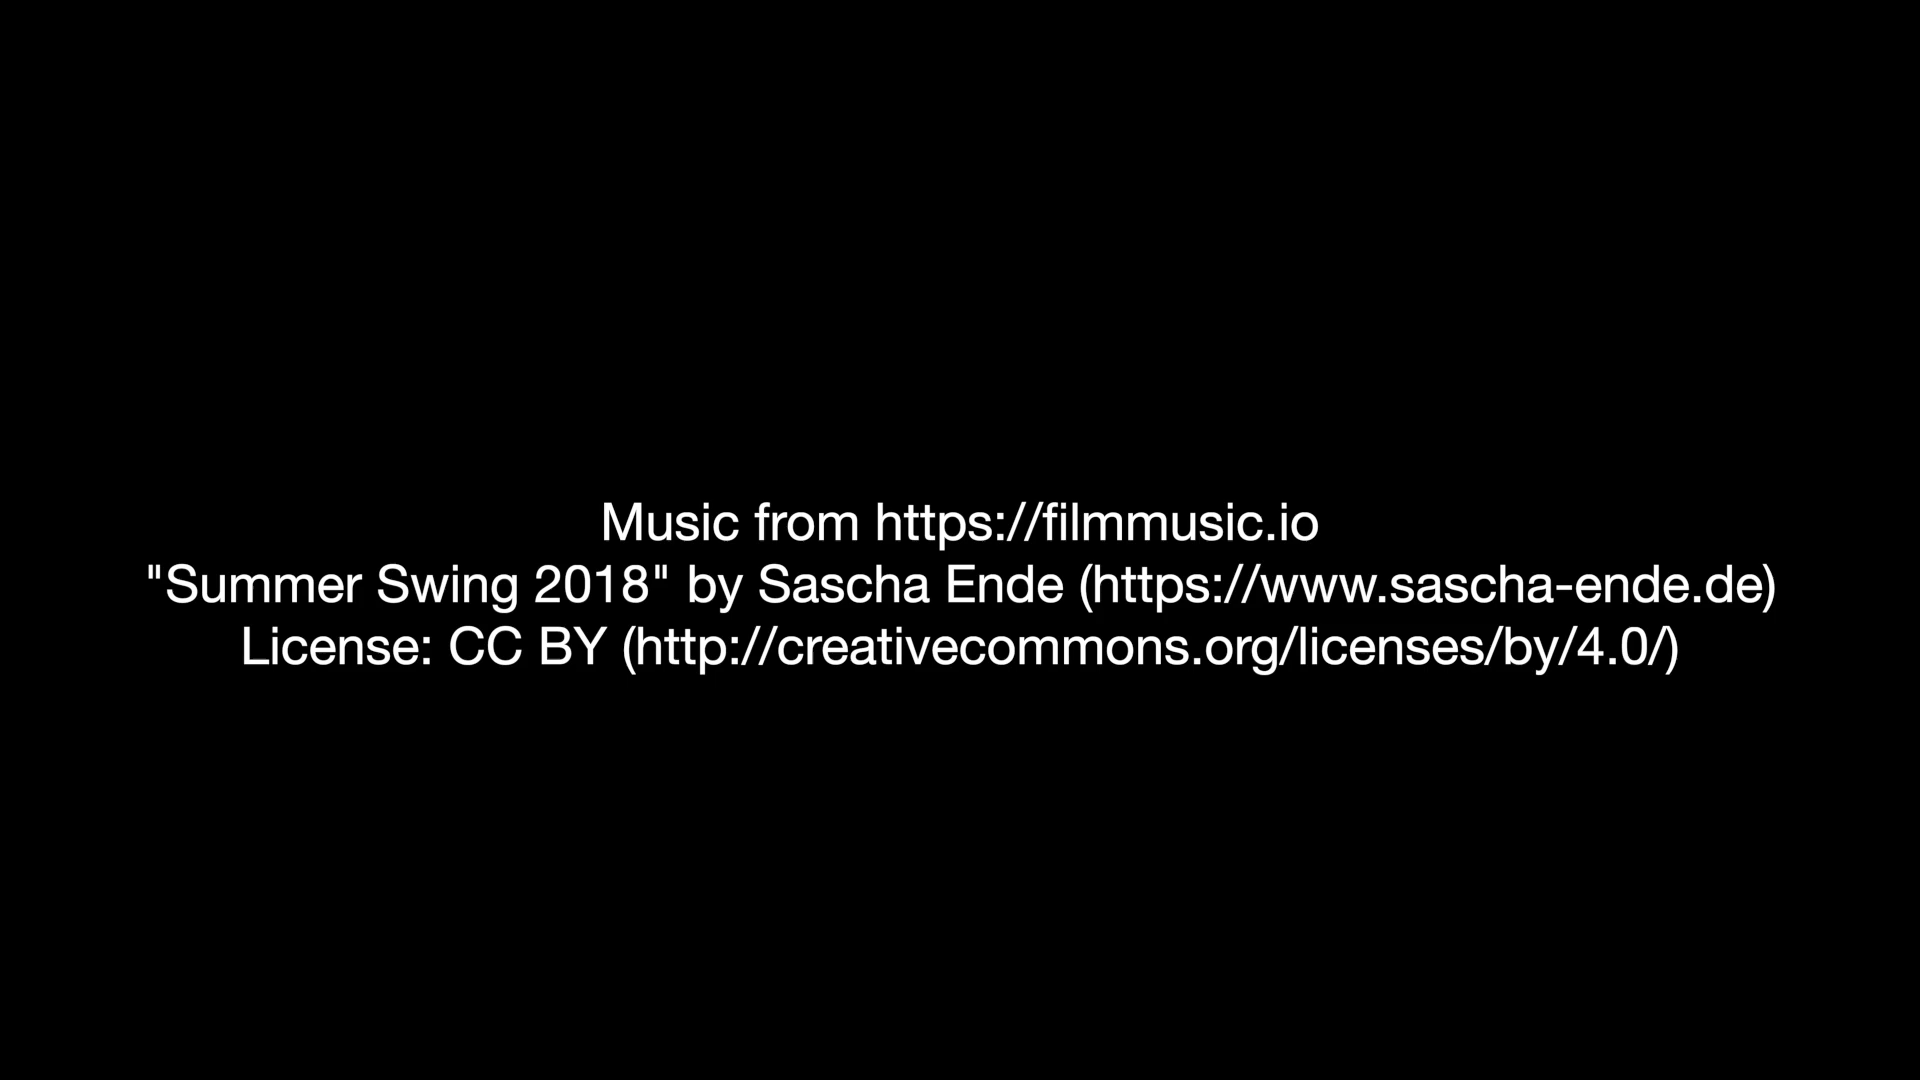 Music from https://filmmusic.io
"Summer Swing 2018" by Sascha Ende (https://www.sascha-ende.de)
License: CC BY (http://creativecommons.org/licenses/by/4.0/)